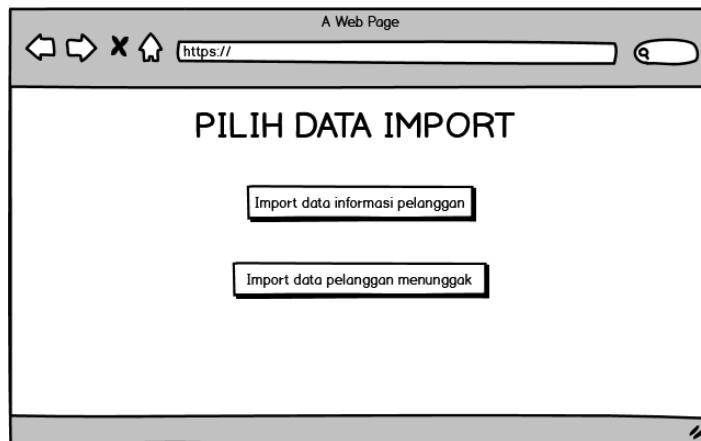 A Web Page
https://
PILIH DATA IMPORT
Import data informasi pelanggan
Import data pelanggan menunggak